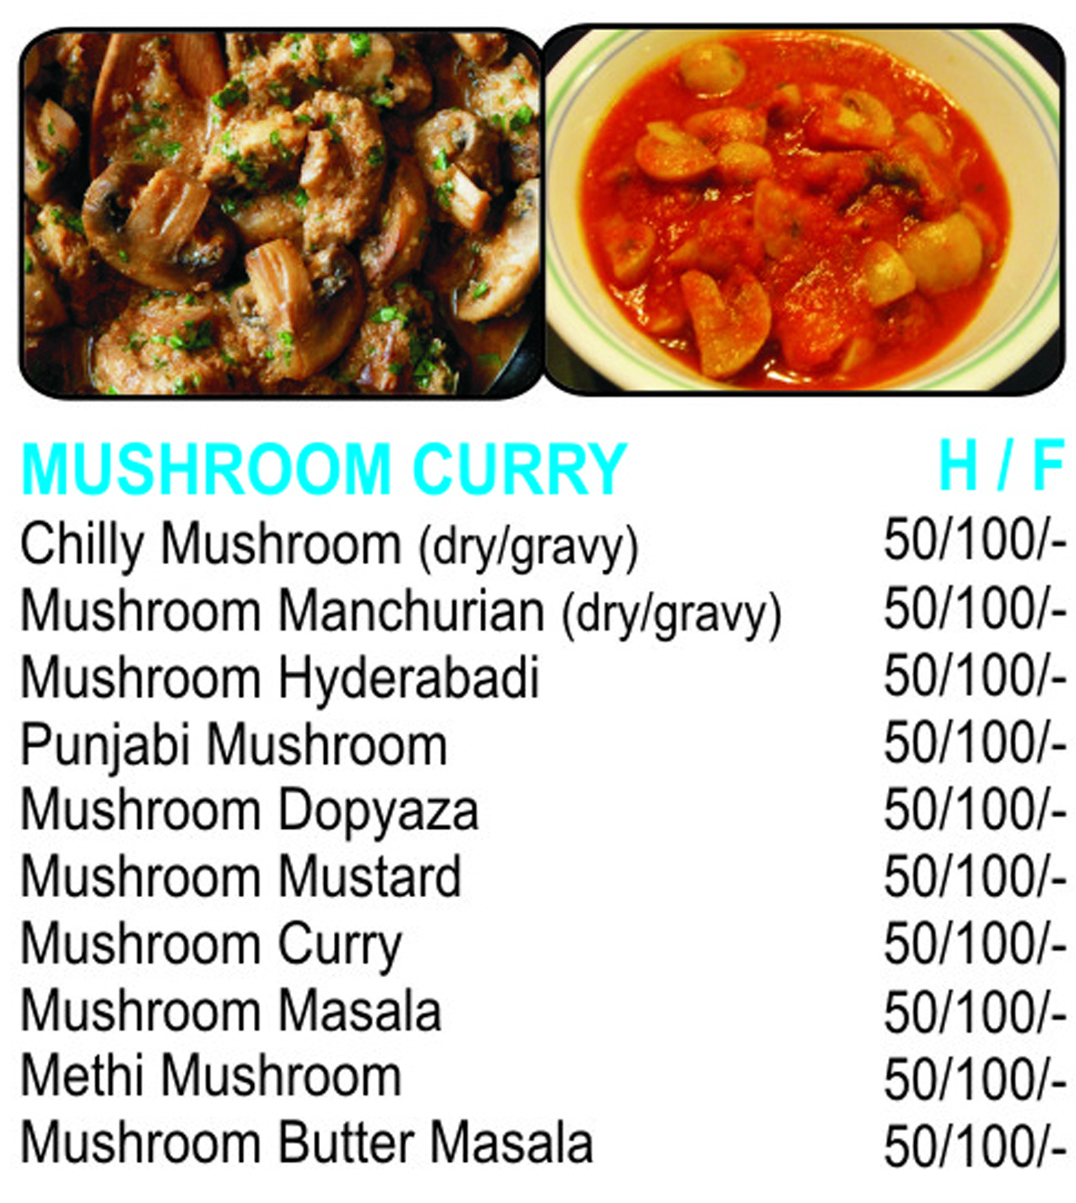 MUSHROOM CURRY H / F
Chilly Mushroom (dry/gravy) 50/100/-
Mushroom Manchurian (dry/gravy) 50/100/-
Mushroom Hyderabadi 50/100/-
Punjabi Mushroom 50/100/-
Mushroom Dopyaza 50/100/-
Mushroom Mustard 50/100/-
Mushroom Curry 50/100/-
Mushroom Masala 50/100/-
Methi Mushroom 50/100/-
Mushroom Butter Masala 50/100/-